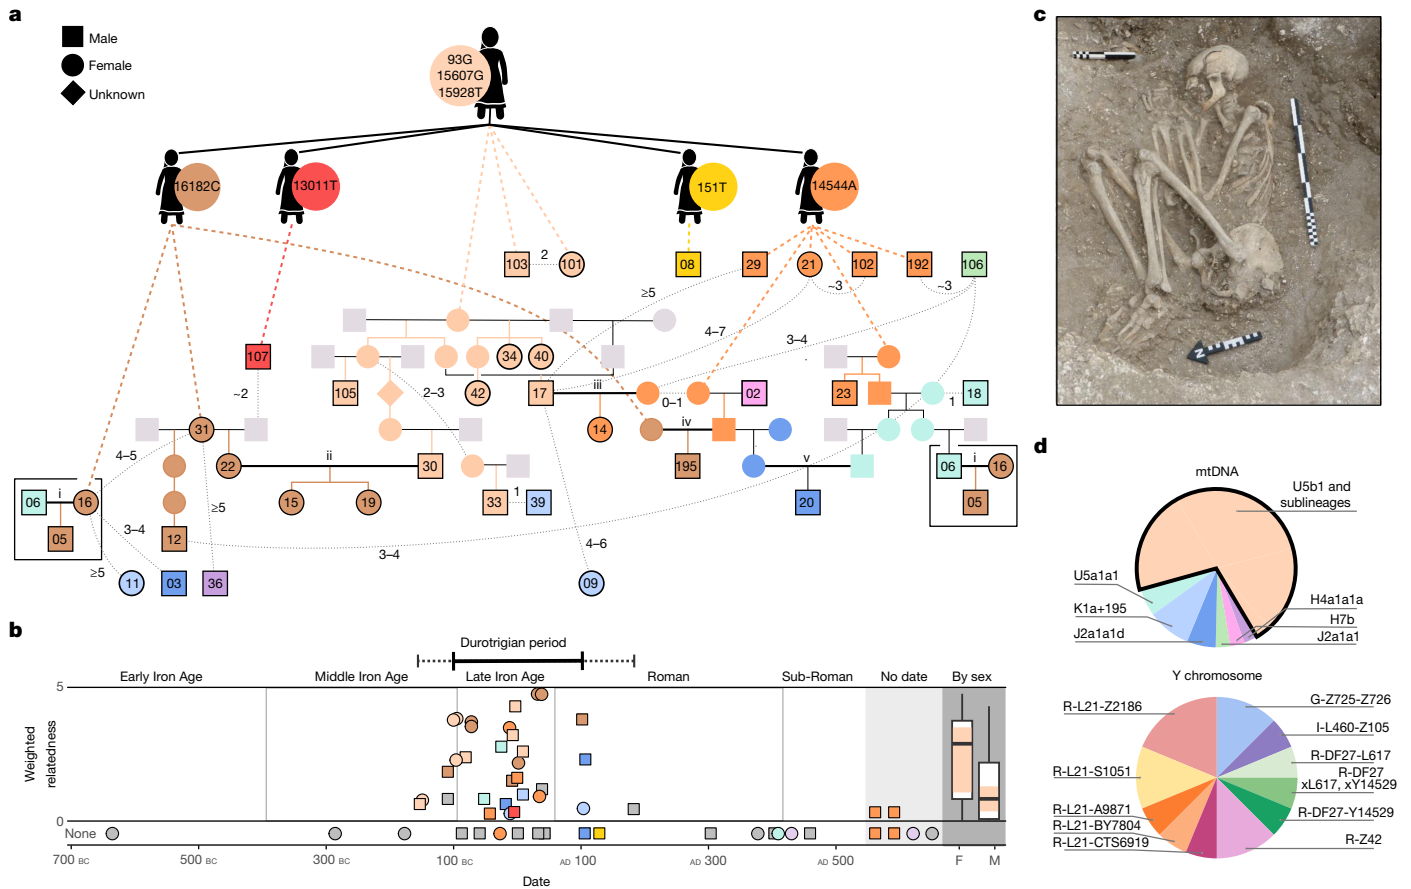 a
Male
Female
Unknown
93G
15607G
15928T
16182C
13011T
151T
14544A
103
2
101
08
29
21
102
192
106
≥5
~3
~3
4–7
3–4
107
34
40
~2
105
2–3
42
17
iii
0–1
02
23
1
18
31
14
iv
4–5
22
ii
30
195
v
06
i
16
06
i
16
15
19
33
1
39
20
05
≥5
05
12
3–4
3–4
4–6
≥5
11
03
36
09
b
Durotrigian period
Early Iron Age
Middle Iron Age
Late Iron Age
Roman
Sub-Roman
No date
By sex
5
Weighted
relatedness
0
None
700 BC
500 BC
300 BC
100 BC
AD 100
AD 300
AD 500
F
M
Date
c
N
d
mtDNA
U5b1 and
sublineages
U5a1a1
K1a+195
J2a1a1d
H4a1a1a
H7b
J2a1a1
Y chromosome
R-L21-Z2186
G-Z725-Z726
I-L460-Z105
R-DF27-L617
R-L21-S1051
R-DF27
xL617, xY14529
R-L21-A9871
R-DF27-Y14529
R-L21-BY7804
R-L21-CTS6919
R-Z42